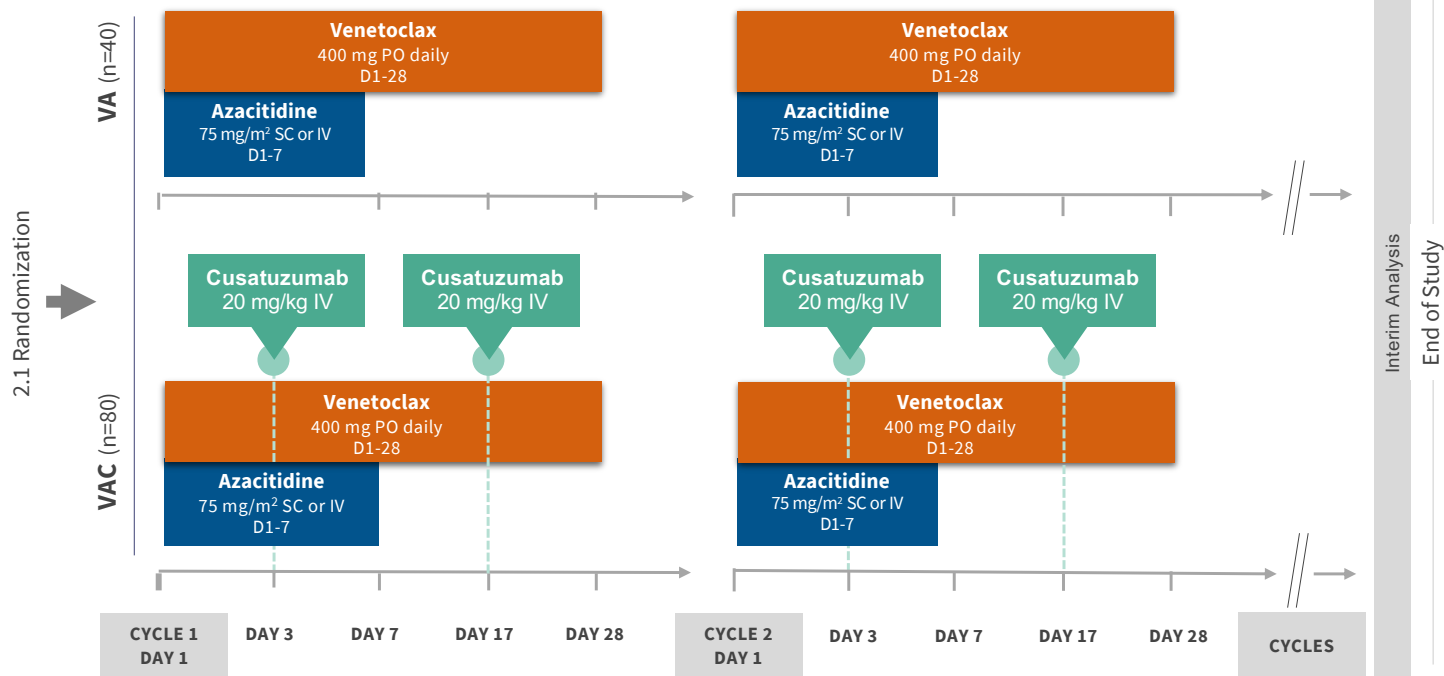 2.1 Randomization
VA (n=40)
Venetoclax
400 mg PO daily
D1-28
Azacitidine
75 mg/m² SC or IV
D1-7
Venetoclax
400 mg PO daily
D1-28
Azacitidine
75 mg/m² SC or IV
D1-7
VAC (n=80)
Cusatuzumab
20 mg/kg IV
Cusatuzumab
20 mg/kg IV
Venetoclax
400 mg PO daily
D1-28
Azacitidine
75 mg/m² SC or IV
D1-7
Cusatuzumab
20 mg/kg IV
Cusatuzumab
20 mg/kg IV
Venetoclax
400 mg PO daily
D1-28
Azacitidine
75 mg/m² SC or IV
D1-7
CYCLE 1
DAY 1
DAY 3
DAY 7
DAY 17
DAY 28
CYCLE 2
DAY 1
DAY 3
DAY 7
DAY 17
DAY 28
CYCLES
Interim Analysis
End of Study